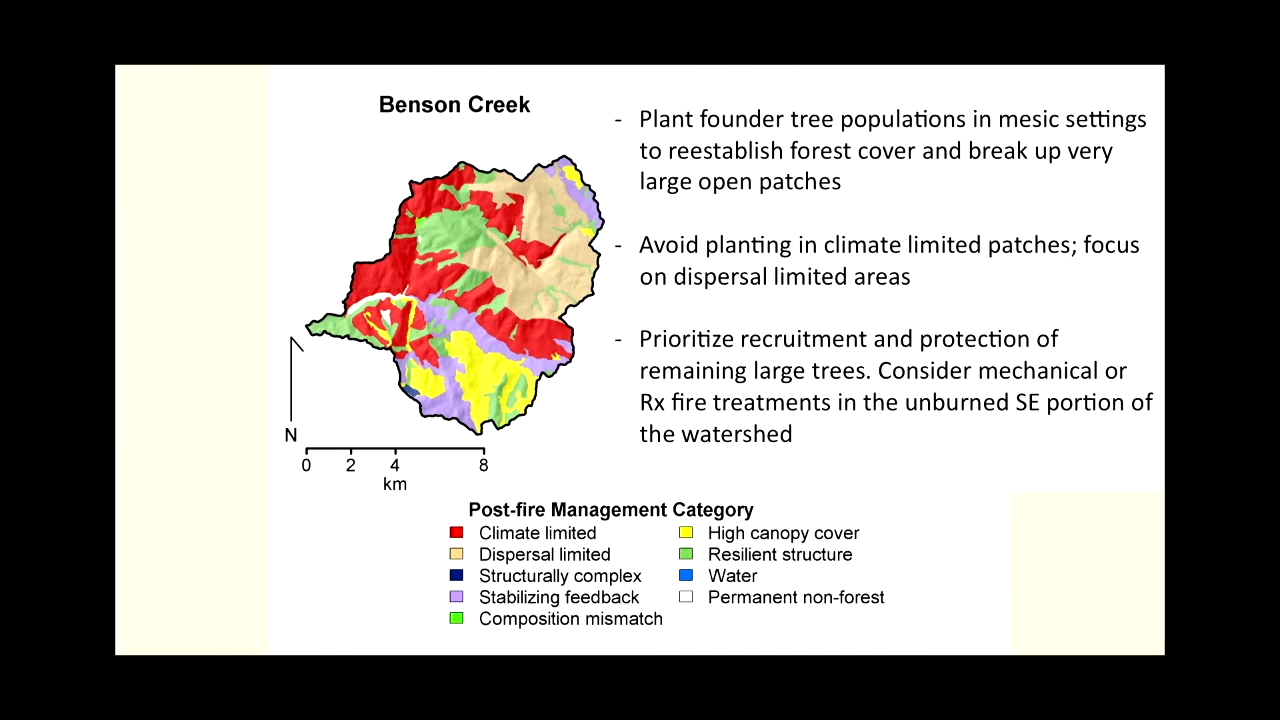 Benson Creek
- Plant founder tree populations in mesic settings
to reestablish forest cover and break up very
large open patches
- Avoid planting in climate limited patches; focus
on dispersal limited areas
- Prioritize recruitment and protection of
remaining large trees. Consider mechanical or
Rx fire treatments in the unburned SE portion of
the watershed
N
0 2 4 8
km
Post-fire Management Category
Climate limited
Dispersal limited
Structurally complex
Stabilizing feedback
Composition mismatch
High canopy cover
Resilient structure
Water
Permanent non-forest